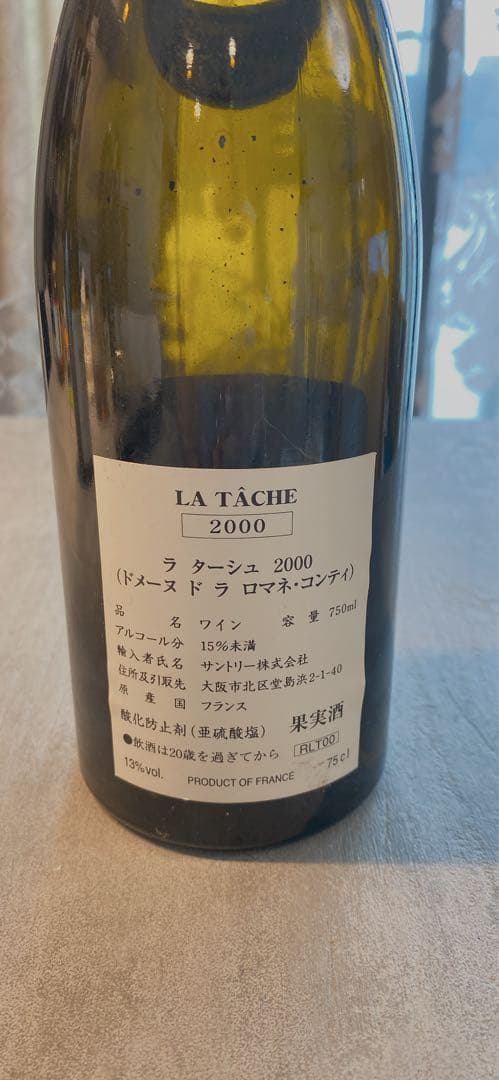 LA TÂCHE
2000
ラ ターシュ 2000
(ドメーヌ ド ラ ロマネ・コンティ)
品 名 ワイン 容量 750ml
アルコール分 15%未満
輸入者氏名 サントリー株式会社
住所及引取先 大阪市北区堂島浜2-1-40
原産国 フランス
酸化防止剤(亜硫酸塩) 果実酒
●飲酒は20歳を過ぎてから RLT00
13%vol. PRODUCT OF FRANCE 75cl